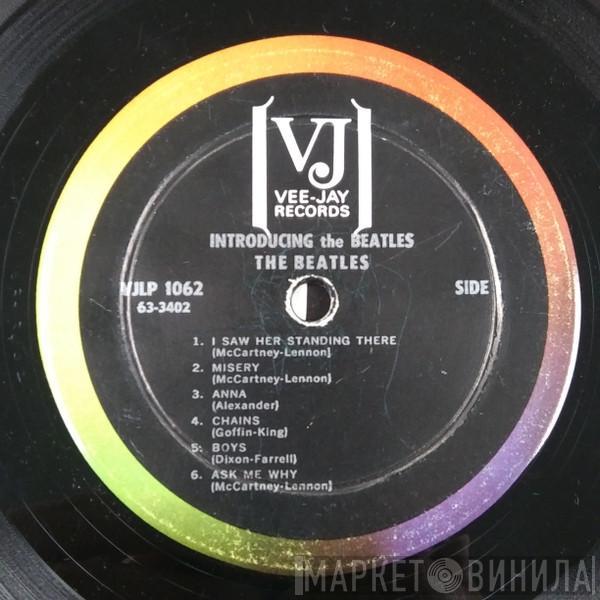 VJ
VEE-JAY
RECORDS
INTRODUCING the BEATLES
THE BEATLES
VJLP 1062
SIDE
63-3402
1. I SAW HER STANDING THERE
(McCartney-Lennon)
2. MISERY
(McCartney-Lennon)
3. ANNA
(Alexander)
4. CHAINS
(Goffin-King)
5. BOYS
(Dixon-Farrell)
6. ASK ME WHY
(McCartney-Lennon)
МАРКЕТ ВИНИЛА